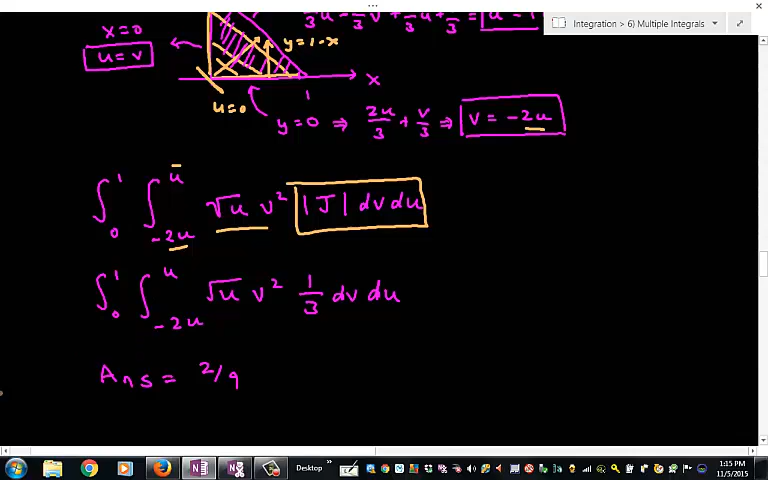 Integration > 6) Multiple Integrals
x=0
u = v
y=1-x
x
1
u=0
y=0 ⇒ 2u/3 + v/3 ⇒ v = -2u
∫₀¹ ∫₋₂ᵤᵘ √u v² |J| dv du
∫₀¹ ∫₋₂ᵤᵘ √u v² 1/3 dv du
Ans = 2/9
Desktop »
1:15 PM
11/5/2015